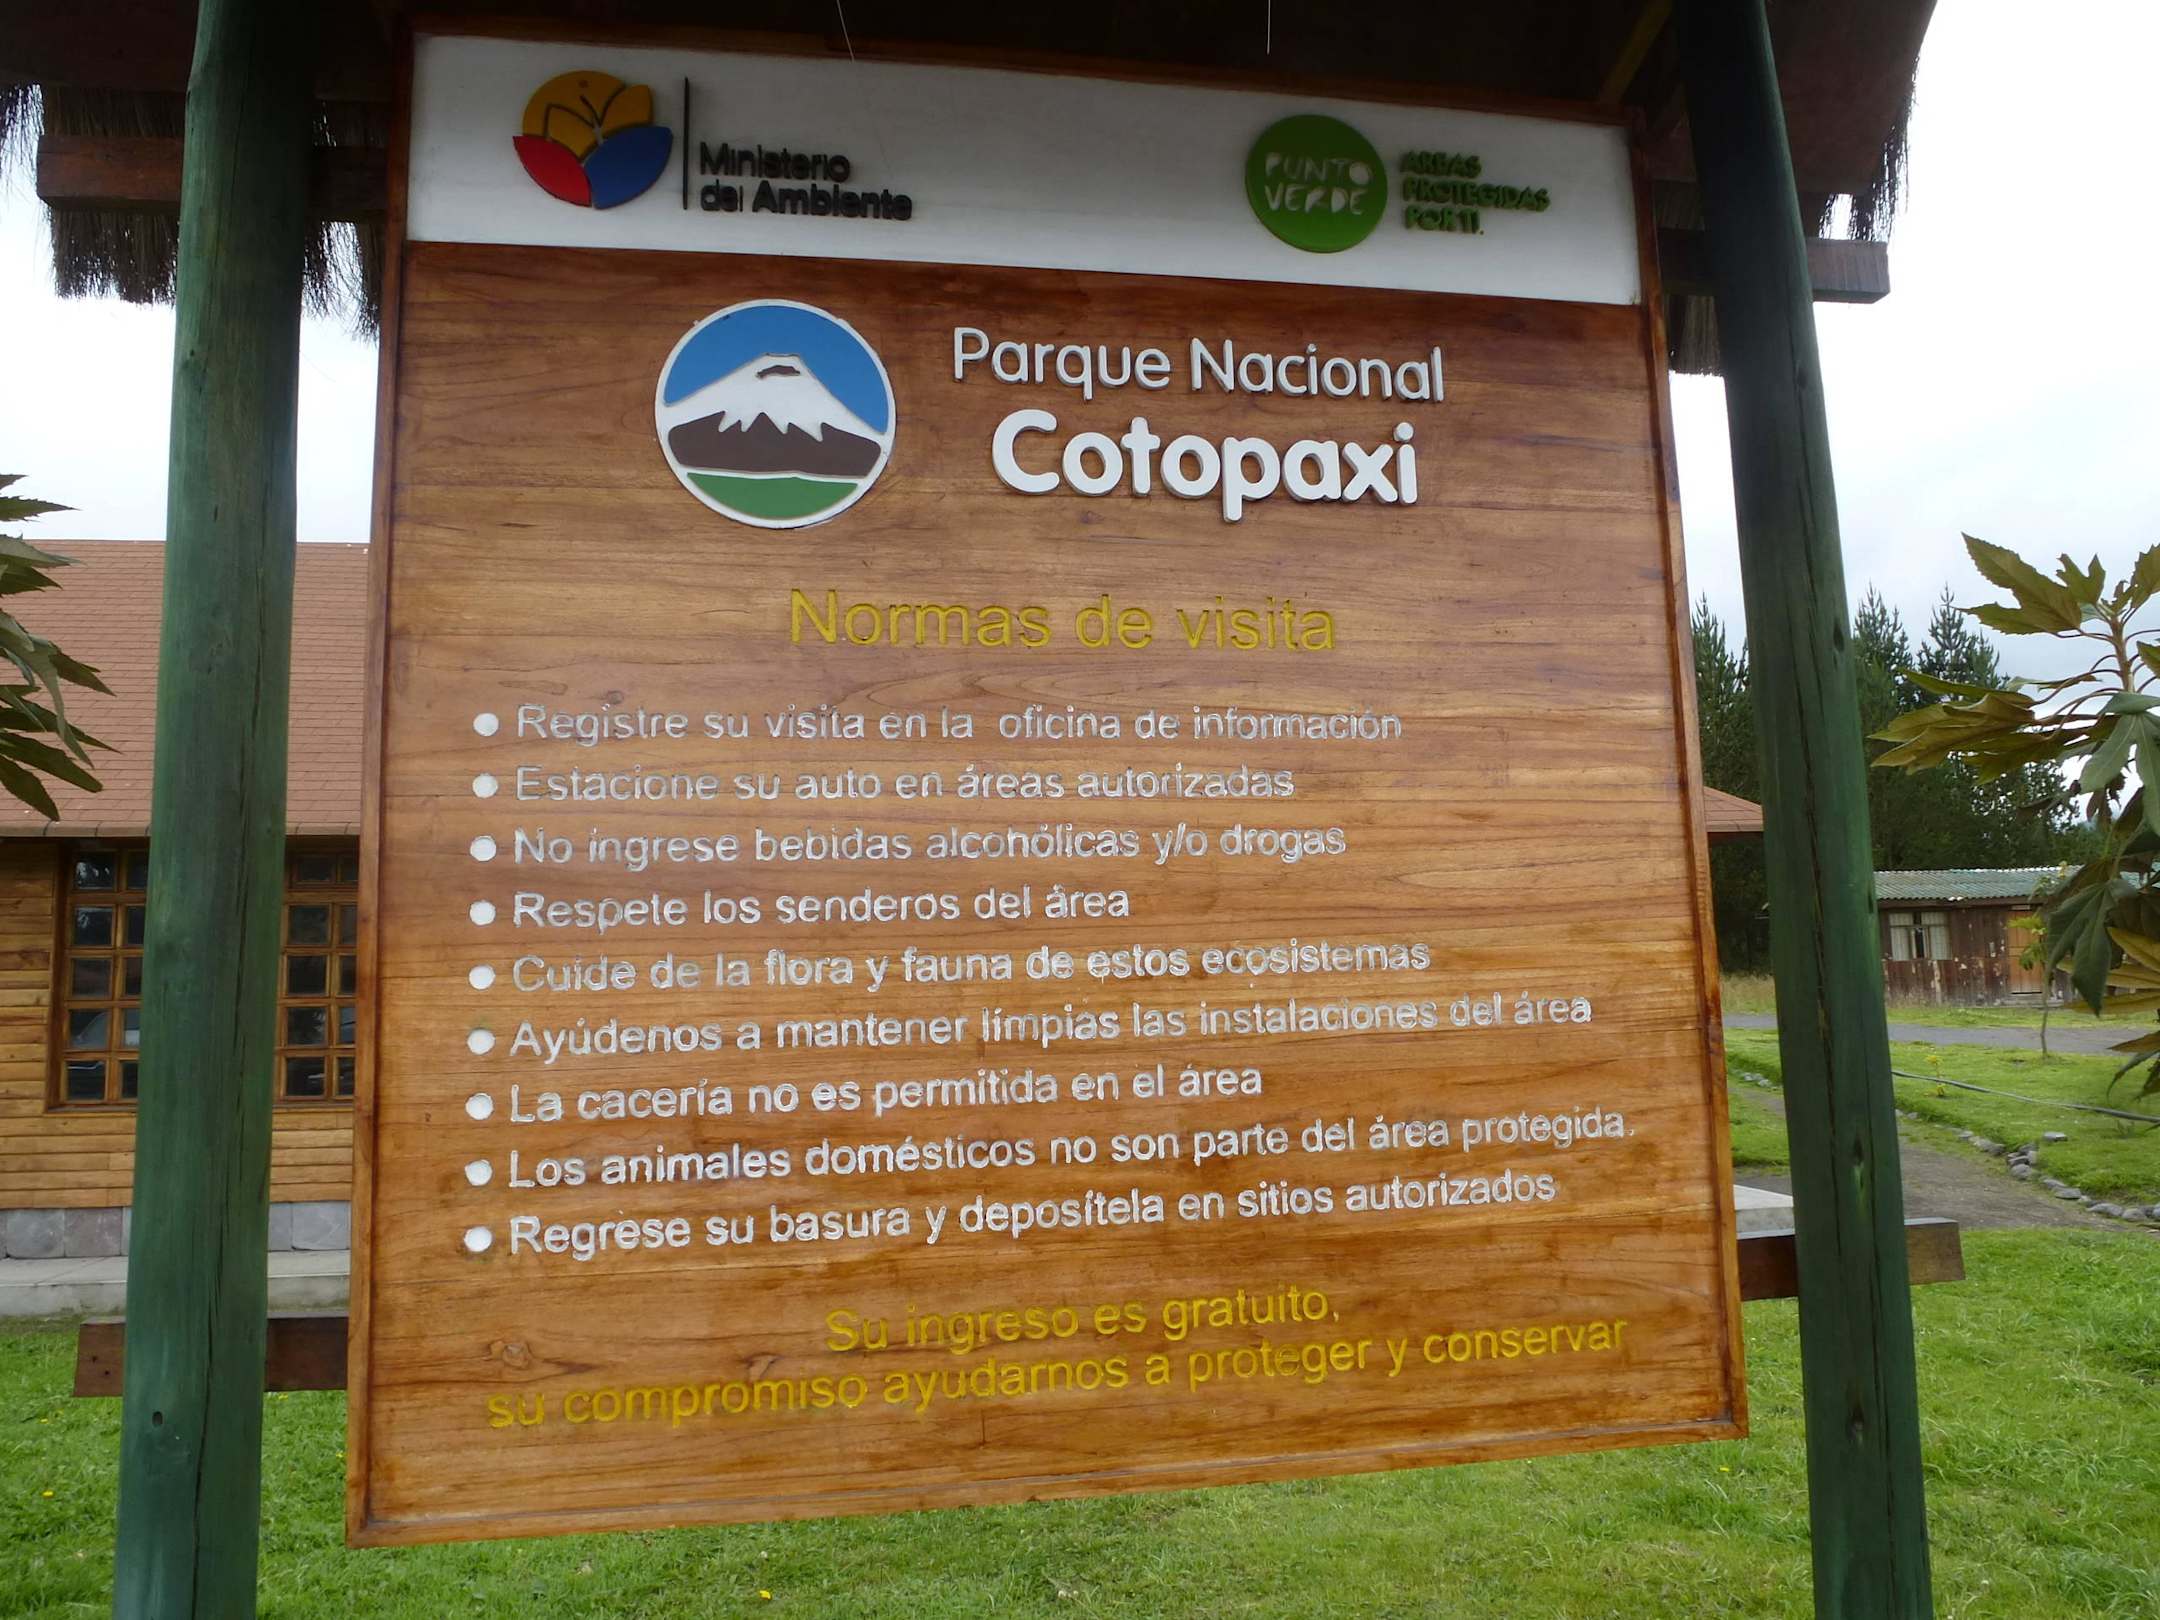 Ministerio
del Ambiente
PUNTO
VERDE
AREAS
PROTEGIDAS
POR TI.
Parque Nacional
Cotopaxi
Normas de visita
Registre su visita en la oficina de información
Estacione su auto en áreas autorizadas
No ingrese bebidas alcohólicas y/o drogas
Respete los senderos del área
Cuide de la flora y fauna de estos ecosistemas
Ayúdenos a mantener límpias las instalaciones del área
La cacería no es permitida en el área
Los animales domésticos no son parte del área protegida.
Regrese su basura y deposítela en sitios autorizados
Su ingreso es gratuito,
su compromiso ayudarnos a proteger y conservar